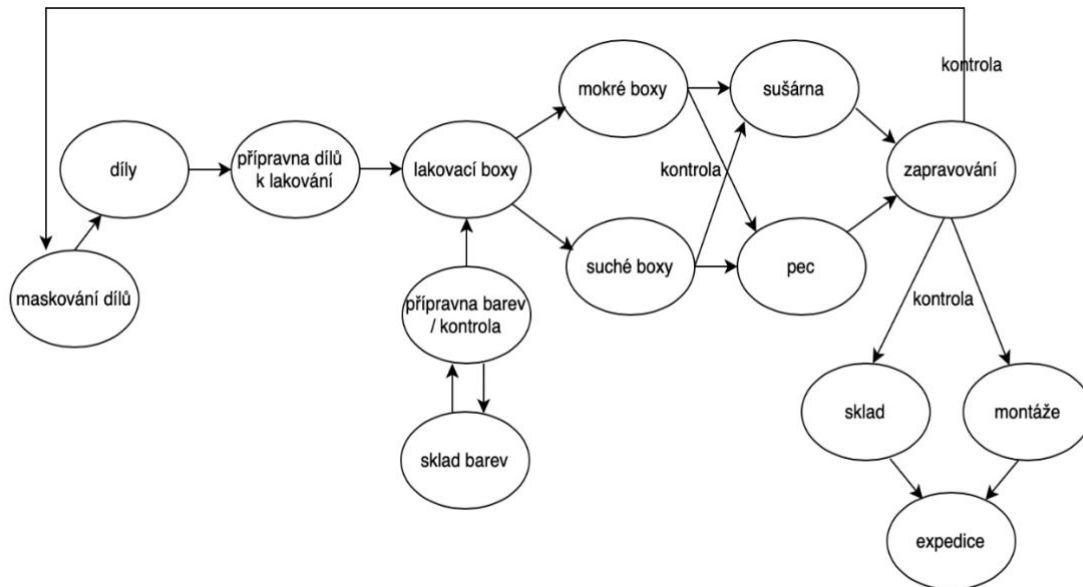 kontrola
mokré boxy
sušárna
díly
přípravna dílů
k lakování
lakovací boxy
kontrola
zapravování
maskování dílů
suché boxy
pec
přípravna barev
/ kontrola
kontrola
sklad
montáže
sklad barev
expedice